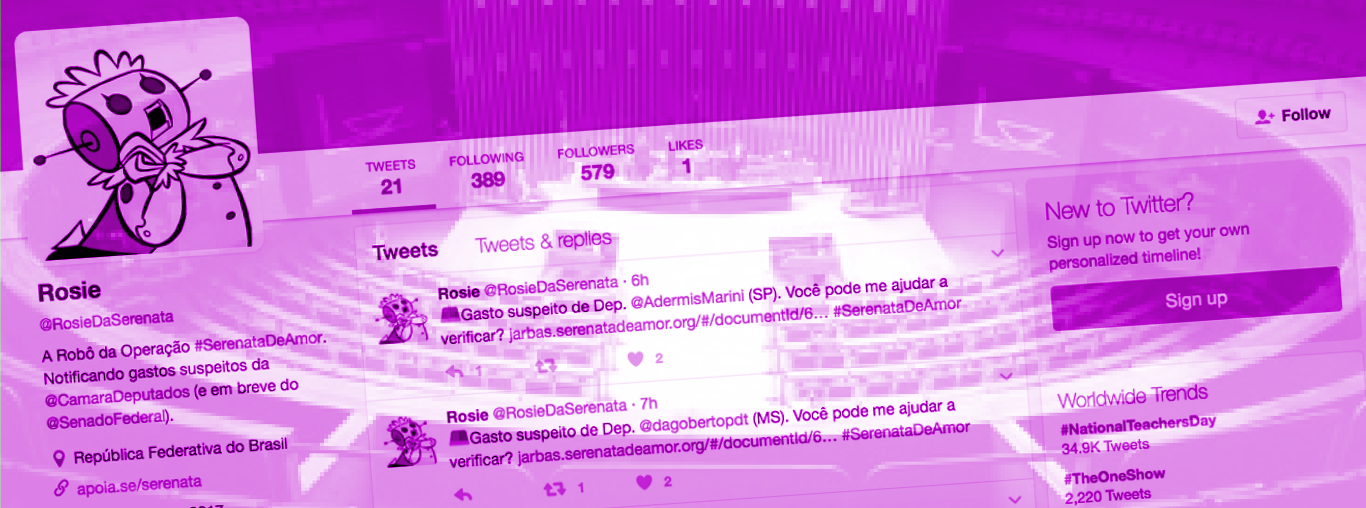 Follow
TWEETS
21
FOLLOWING
389
FOLLOWERS
579
LIKES
1
Rosie
@RosieDaSerenata
A Robô da Operação #SerenataDeAmor.
Notificando gastos suspeitos da
@CamaraDeputados (e em breve do
@SenadoFederal).
República Federativa do Brasil
apoia.se/serenata
2017
Tweets
Tweets & replies
Rosie @RosieDaSerenata · 6h
Gasto suspeito de Dep. @AdermisMarini (SP). Você pode me ajudar a
verificar? jarbas.serenatadeamor.org/#/documentId/6... #SerenataDeAmor
1
2
Rosie @RosieDaSerenata · 7h
Gasto suspeito de Dep. @dagobertopdt (MS). Você pode me ajudar a
verificar? jarbas.serenatadeamor.org/#/documentId/6... #SerenataDeAmor
1
2
New to Twitter?
Sign up now to get your own
personalized timeline!
Sign up
Worldwide Trends
#NationalTeachersDay
34.9K Tweets
#TheOneShow
2,220 Tweets